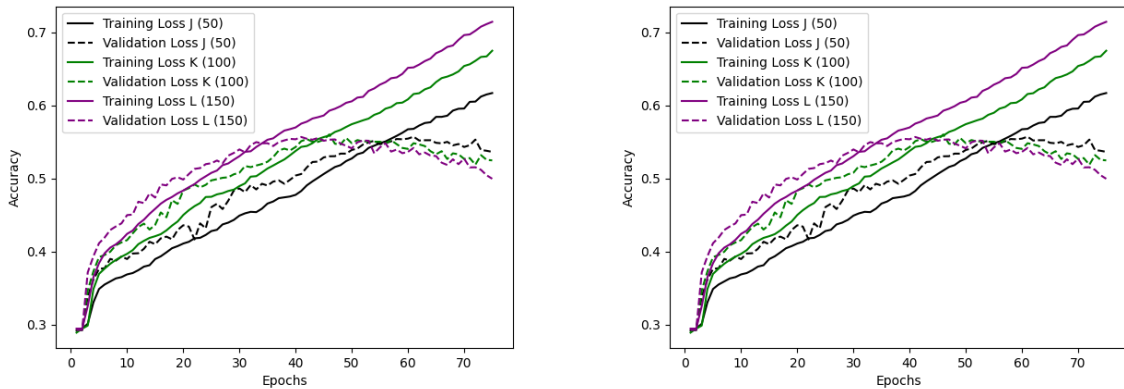 0.7
0.6
0.5
0.4
0.3
Accuracy
Training Loss J (50)
Validation Loss J (50)
Training Loss K (100)
Validation Loss K (100)
Training Loss L (150)
Validation Loss L (150)
0 10 20 30 40 50 60 70
Epochs
0.7
0.6
0.5
0.4
0.3
Accuracy
Training Loss J (50)
Validation Loss J (50)
Training Loss K (100)
Validation Loss K (100)
Training Loss L (150)
Validation Loss L (150)
0 10 20 30 40 50 60 70
Epochs